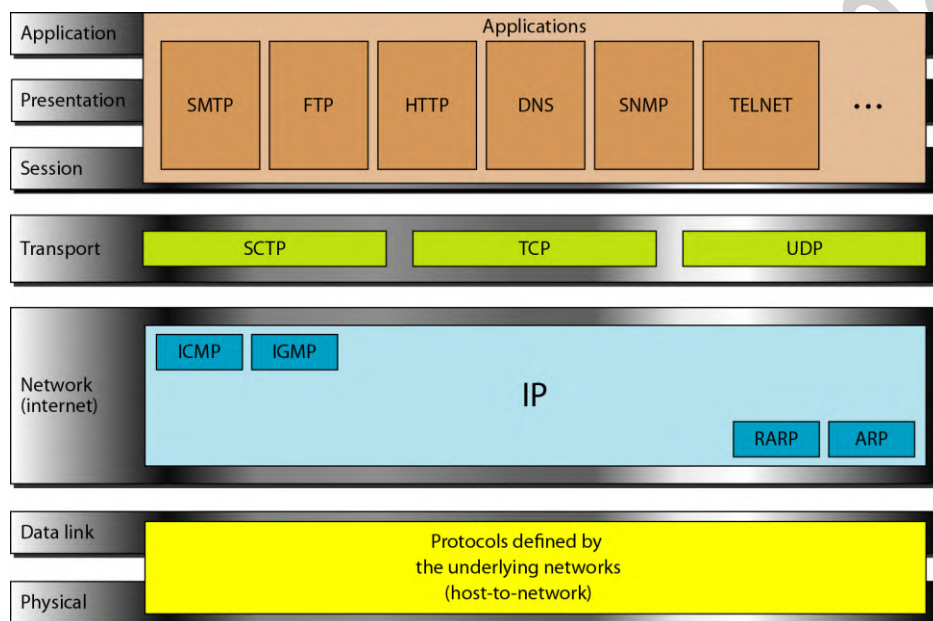 Application
Applications
Presentation
SMTP FTP HTTP DNS SNMP TELNET ...
Session
Transport
SCTP TCP UDP
ICMP IGMP
Network
(internet)
IP
RARP ARP
Data link
Protocols defined by
the underlying networks
(host-to-network)
Physical